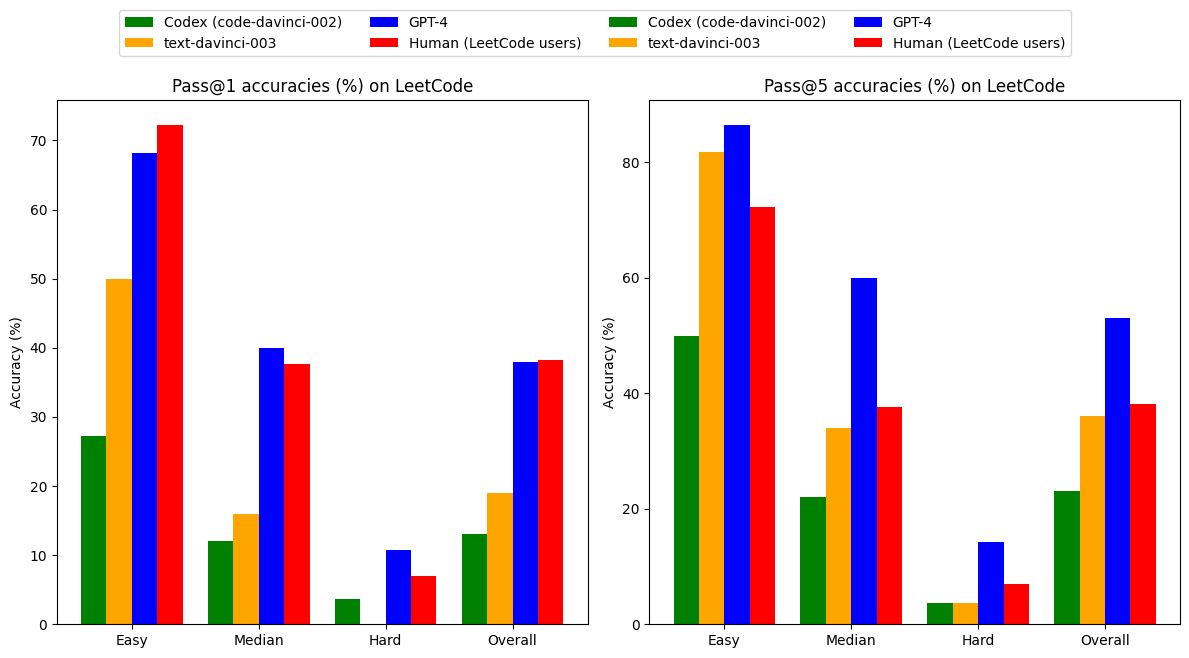 Codex (code-davinci-002) GPT-4 Codex (code-davinci-002) GPT-4
text-davinci-003 Human (LeetCode users) text-davinci-003 Human (LeetCode users)
Pass@1 accuracies (%) on LeetCode
Accuracy (%)
70
60
50
40
30
20
10
0
Easy Median Hard Overall
Pass@5 accuracies (%) on LeetCode
Accuracy (%)
80
60
40
20
0
Easy Median Hard Overall